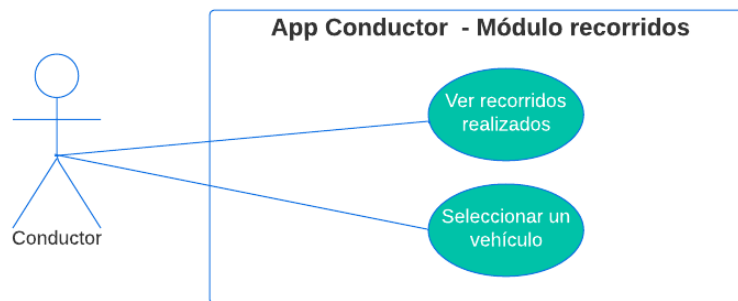 App Conductor - Módulo recorridos
Ver recorridos
realizados
Seleccionar un
vehículo
Conductor